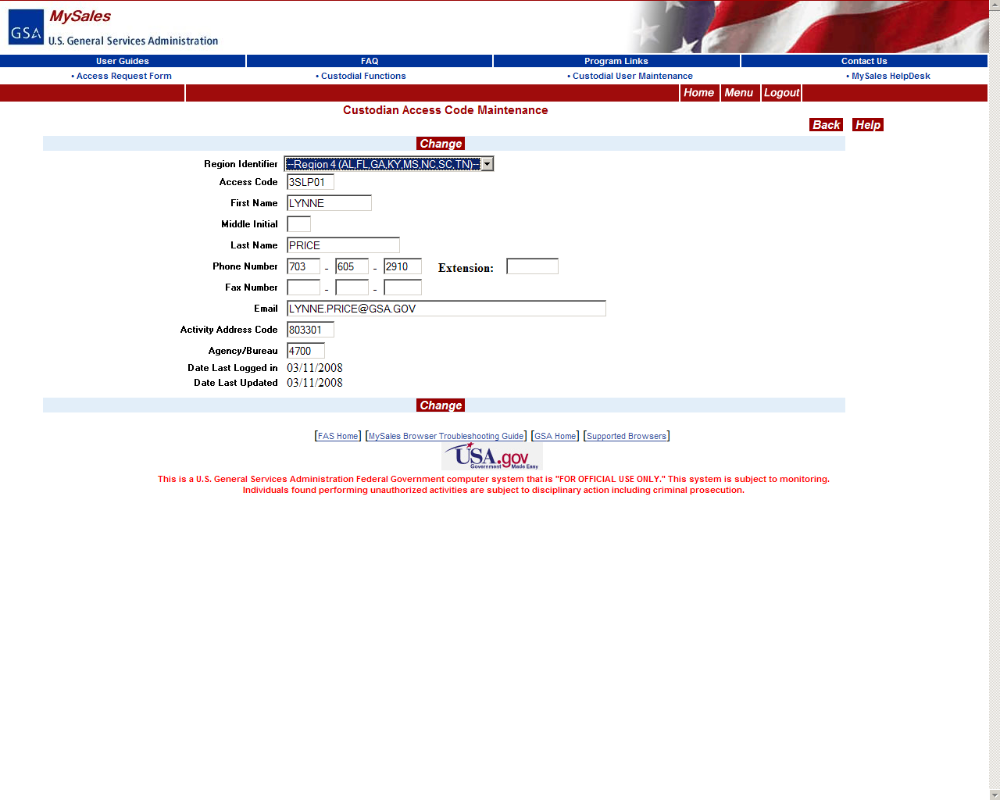 MySales
GSA
U.S. General Services Administration
User Guides FAQ Program Links Contact Us
• Access Request Form • Custodial Functions • Custodial User Maintenance • MySales HelpDesk
Home Menu Logout
Custodian Access Code Maintenance
Back Help
Change
Region Identifier --Region 4 (AL,FL,GA,KY,MS,NC,SC,TN)--
Access Code 3SLP01
First Name LYNNE
Middle Initial
Last Name PRICE
Phone Number 703 - 605 - 2910 Extension:
Fax Number - -
Email LYNNE.PRICE@GSA.GOV
Activity Address Code 803301
Agency/Bureau 4700
Date Last Logged in 03/11/2008
Date Last Updated 03/11/2008
Change
[FAS Home] [MySales Browser Troubleshooting Guide] [GSA Home] [Supported Browsers]
USA.gov
Government Made Easy
This is a U.S. General Services Administration Federal Government computer system that is "FOR OFFICIAL USE ONLY." This system is subject to monitoring.
Individuals found performing unauthorized activities are subject to disciplinary action including criminal prosecution.